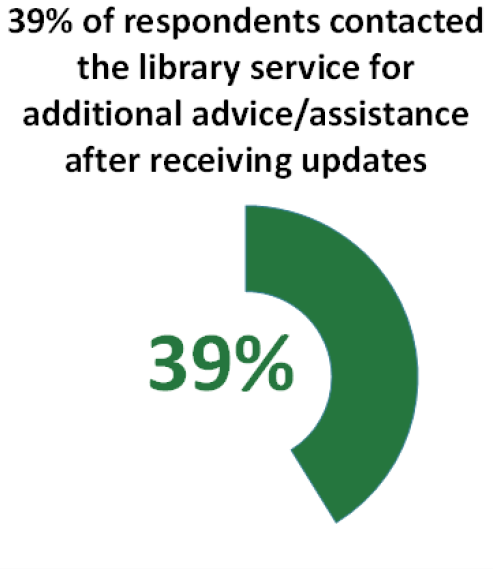 39% of respondents contacted
the library service for
additional advice/assistance
after receiving updates
39%